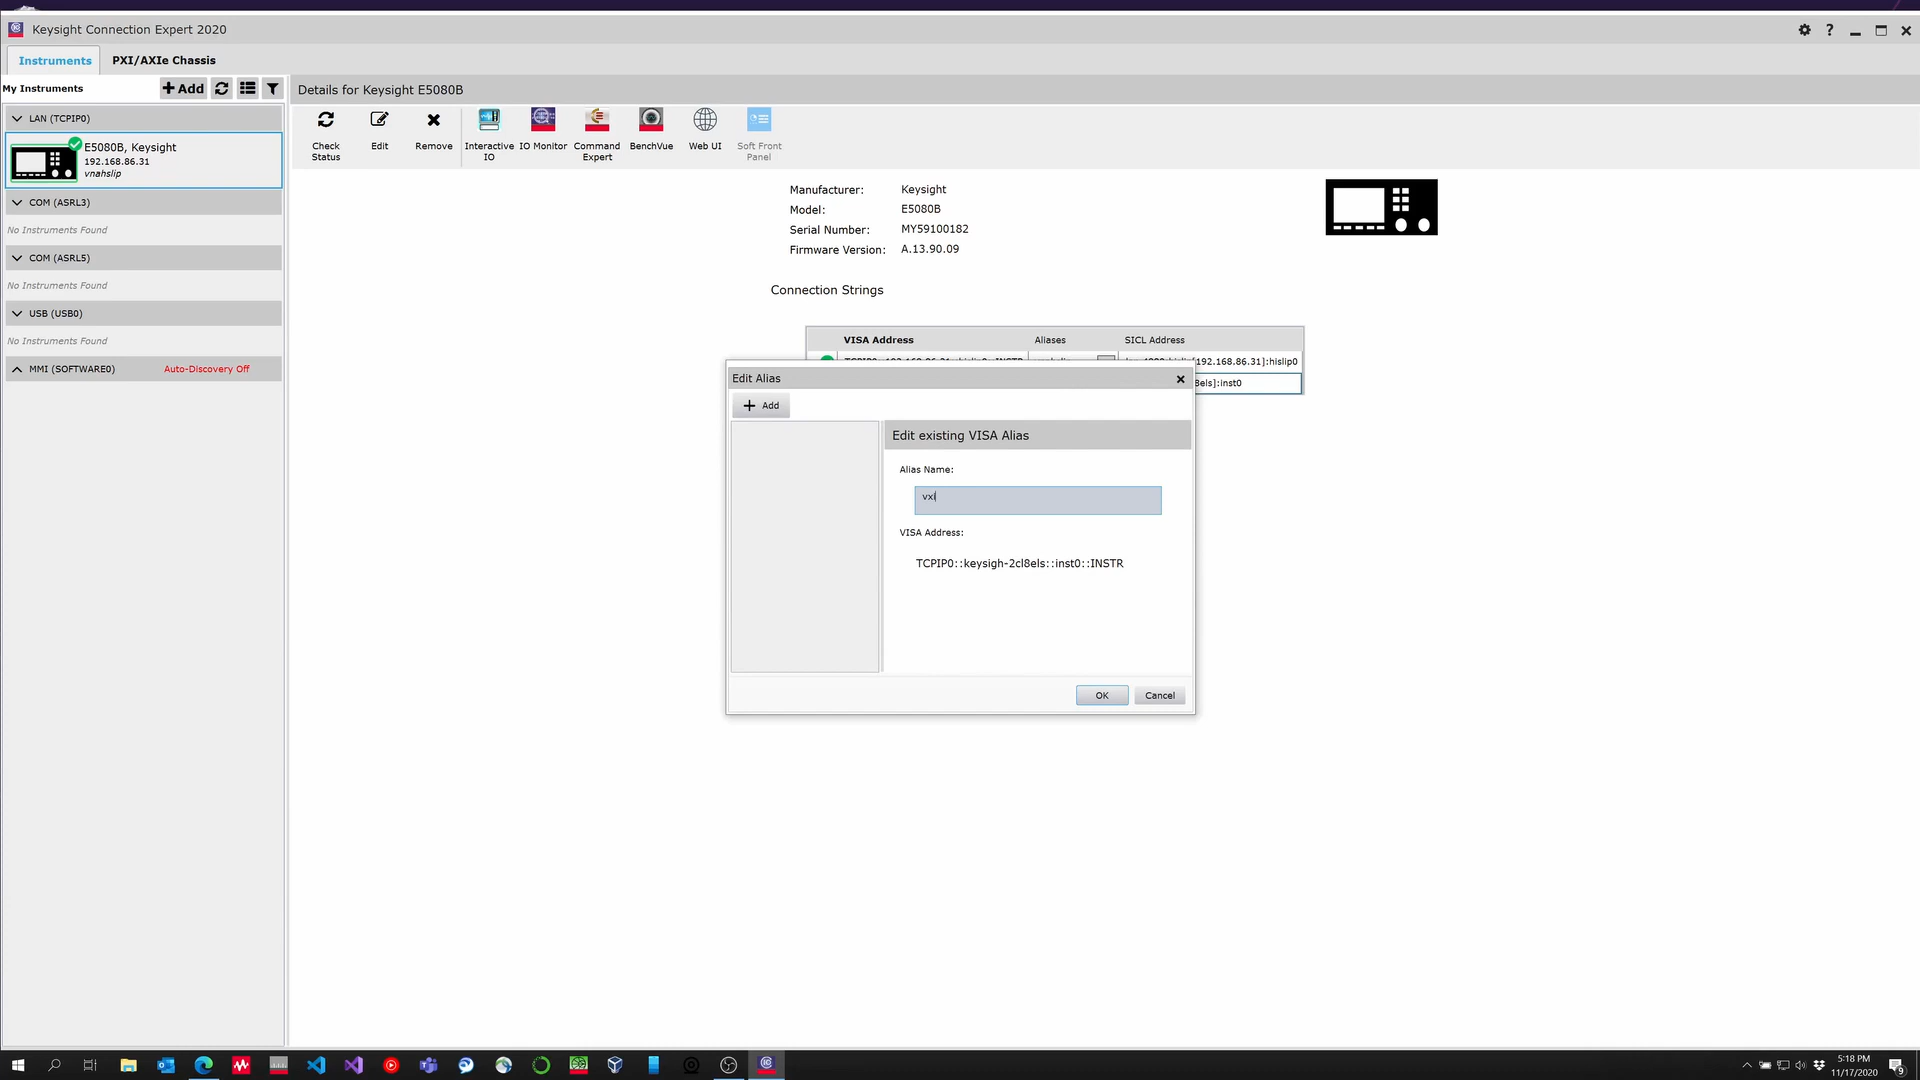 Keysight Connection Expert 2020
Instruments
PXI/AXIe Chassis
My Instruments
Add
Details for Keysight E5080B
LAN (TCPIP0)
E5080B, Keysight
192.168.86.31
vnahslip
COM (ASRL3)
No Instruments Found
COM (ASRL5)
No Instruments Found
USB (USB0)
No Instruments Found
MMI (SOFTWARE0)
Auto-Discovery Off
Check Status
Edit
Remove
Interactive IO
IO Monitor
Command Expert
BenchVue
Web UI
Soft Front Panel
Manufacturer: Keysight
Model: E5080B
Serial Number: MY59100182
Firmware Version: A.13.90.09
Connection Strings
VISA Address Aliases SICL Address
[192.168.86.31]:hislip0
8els]:inst0
Edit Alias
Add
Edit existing VISA Alias
Alias Name:
vxi
VISA Address:
TCPIP0::keysigh-2cl8els::inst0::INSTR
OK
Cancel
5:18 PM
11/17/2020
9